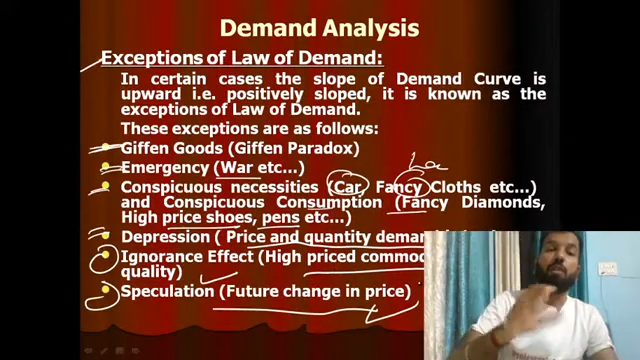 Demand Analysis
Exceptions of Law of Demand:
In certain cases the slope of Demand Curve is
upward i.e. positively sloped, it is known as the
exceptions of Law of Demand.
These exceptions are as follows:
Giffen Goods (Giffen Paradox)
Emergency (War etc...)
Conspicuous necessities (Car, Fancy Cloths etc...)
and Conspicuous Consumption (Fancy Diamonds,
High price shoes, pens etc...)
Depression ( Price and quantity
Ignorance Effect (High priced
quality)
Speculation (Future change in price)